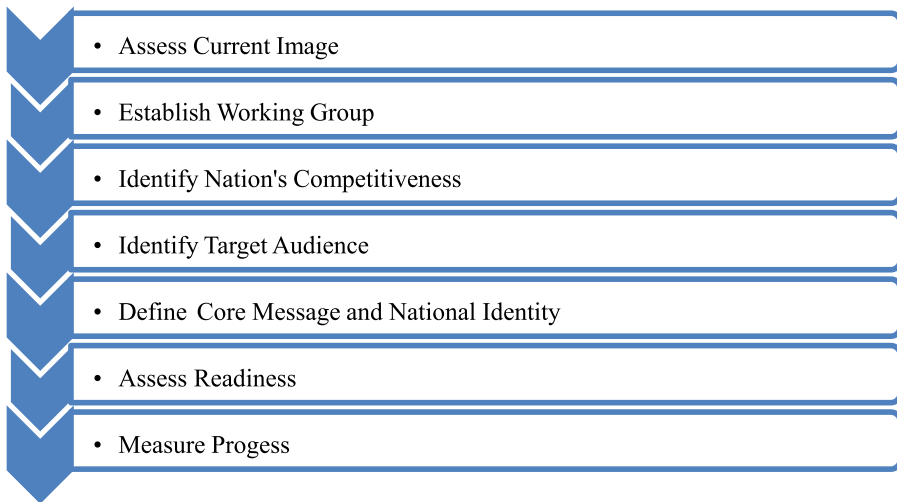 • Assess Current Image
• Establish Working Group
• Identify Nation's Competitiveness
• Identify Target Audience
• Define Core Message and National Identity
• Assess Readiness
• Measure Progess